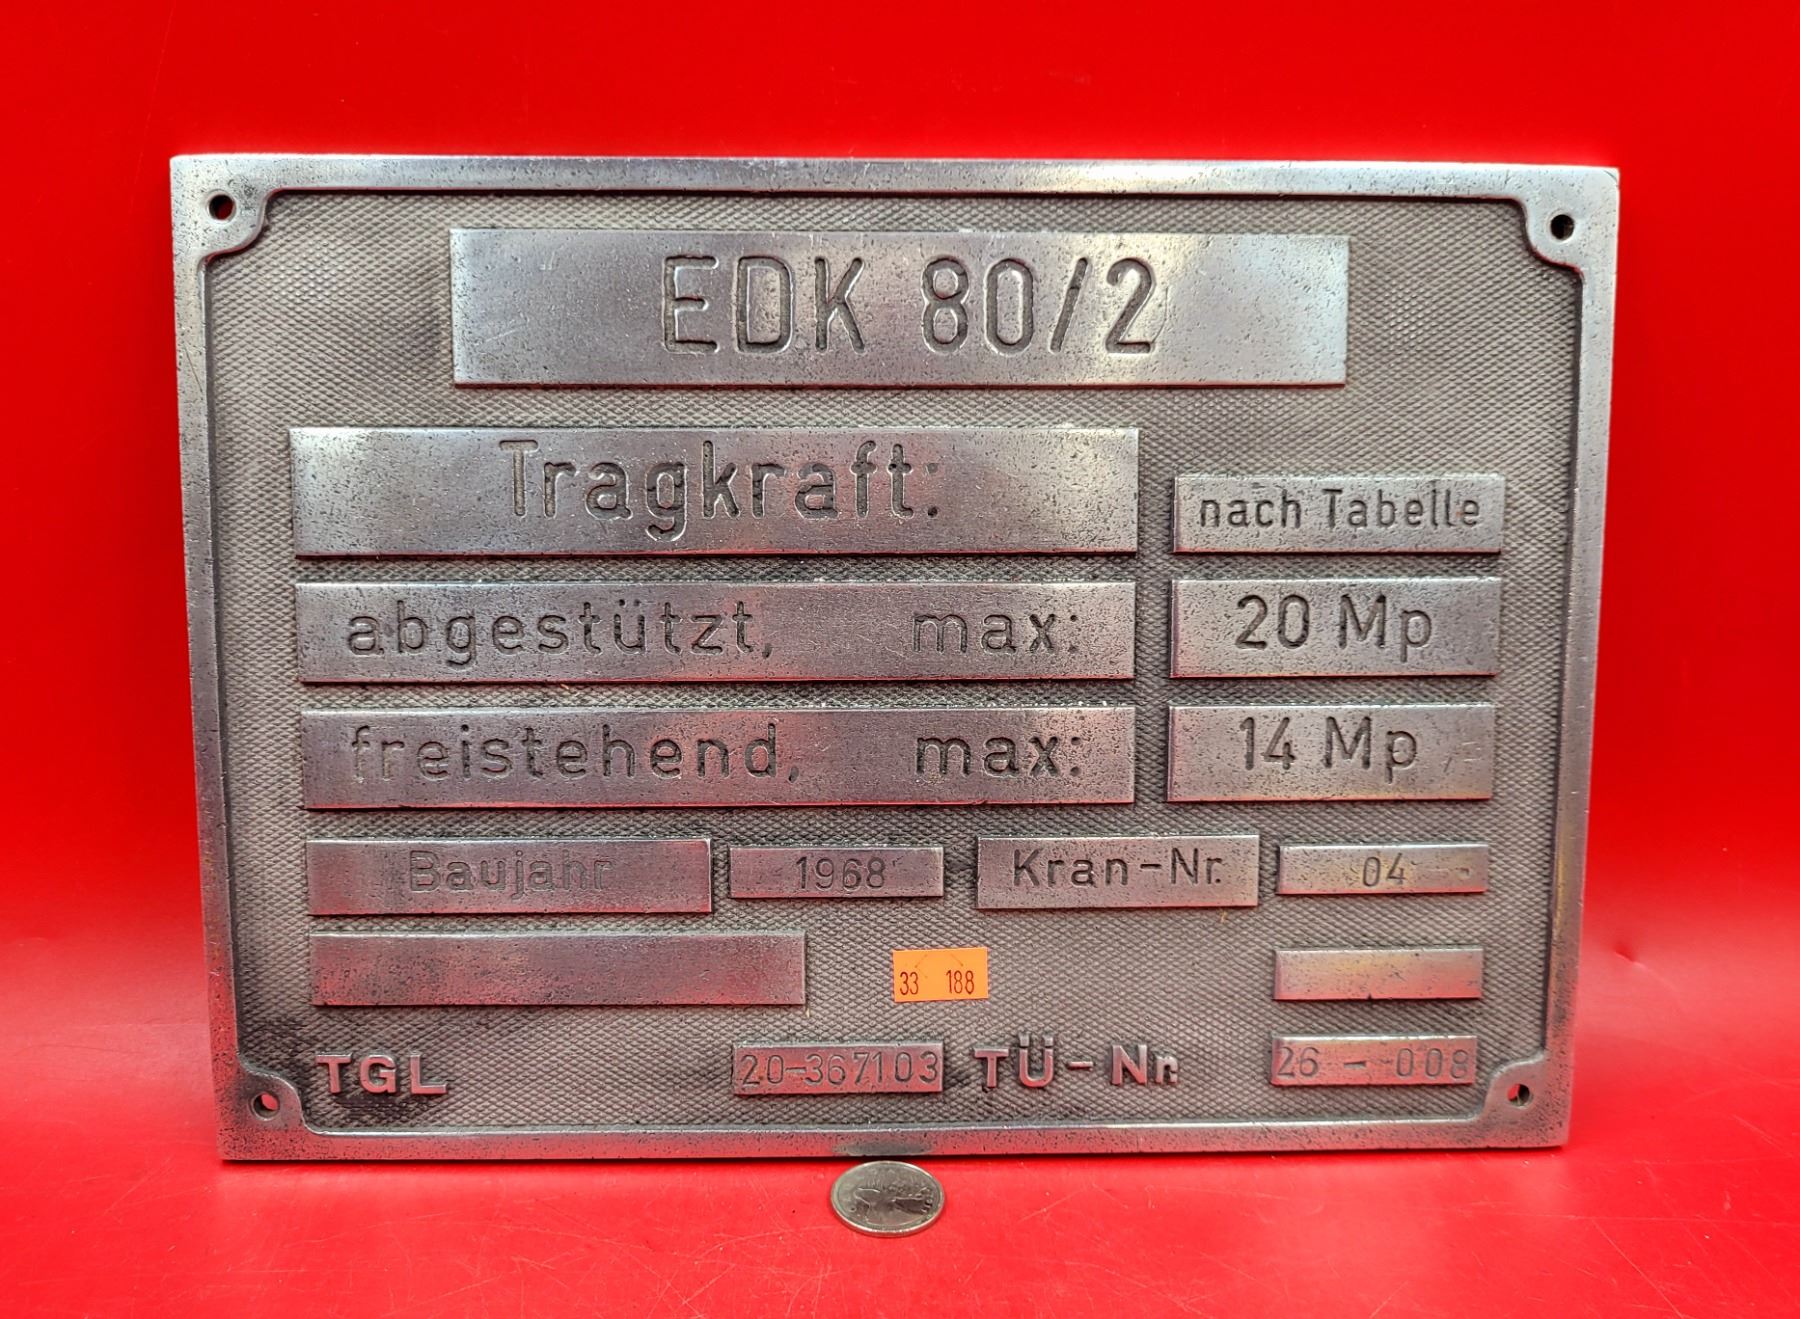 EDK 80/2
Tragkraft: nach Tabelle
abgestützt, max: 20 Mp
freistehend, max: 14 Mp
Baujahr 1968 Kran-Nr. 04
33 188
TGL 20-367103 TÜ-Nr. 26 - 008